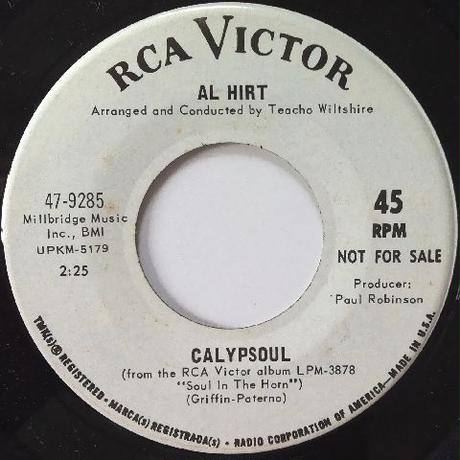 RCA VICTOR
AL HIRT
Arranged and Conducted by Teacho Wiltshire
47-9285
Millbridge Music
Inc., BMI
UPKM-5179
2:25
45
RPM
NOT FOR SALE
Producer:
Paul Robinson
CALYPSOUL
(from the RCA Victor album LPM-3878
"Soul In The Horn")
(Griffin-Paterno)
TMK(s) ® REGISTERED • MARCA(s) REGISTRADA(s) • RADIO CORPORATION OF AMERICA—MADE IN U.S.A.